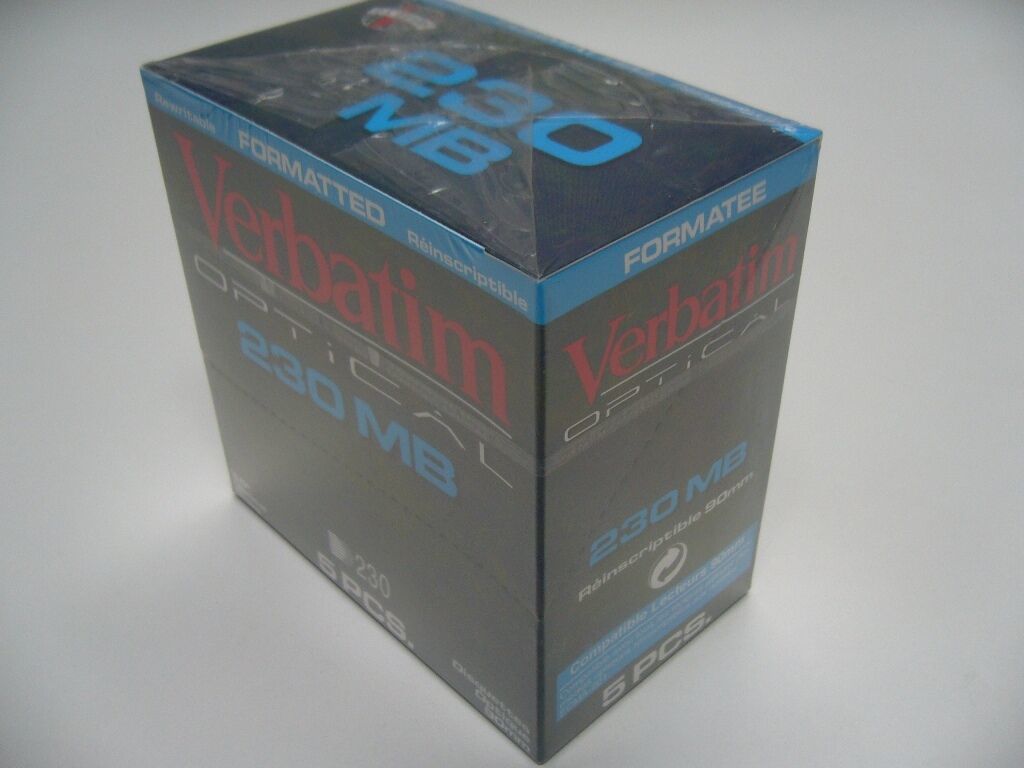 230
MB
Rewritable FORMATTED Réinscriptible
Verbatim
OPTiCAL
230 MB
230
5 PCS.
FORMATEE
Verbatim
OPTiCAL
230 MB
Réinscriptible 90mm
Compatible Lecteurs 90mm
5 PCS.